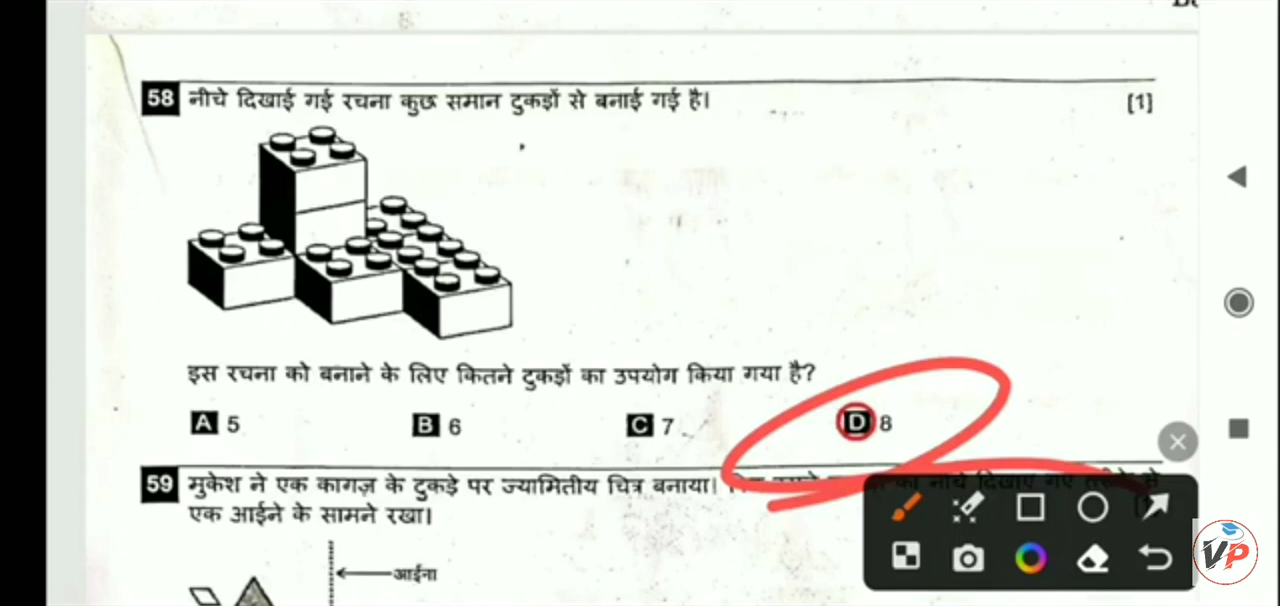 58 नीचे दिखाई गई रचना कुछ समान टुकड़ों से बनाई गई है। [1]
इस रचना को बनाने के लिए कितने टुकड़ों का उपयोग किया गया है?
A 5 B 6 C 7 D 8
59 मुकेश ने एक कागज़ के टुकड़े पर ज्यामितीय चित्र बनाया। का नीचे दिखाए गए से
एक आईने के सामने रखा।
आईना
VP